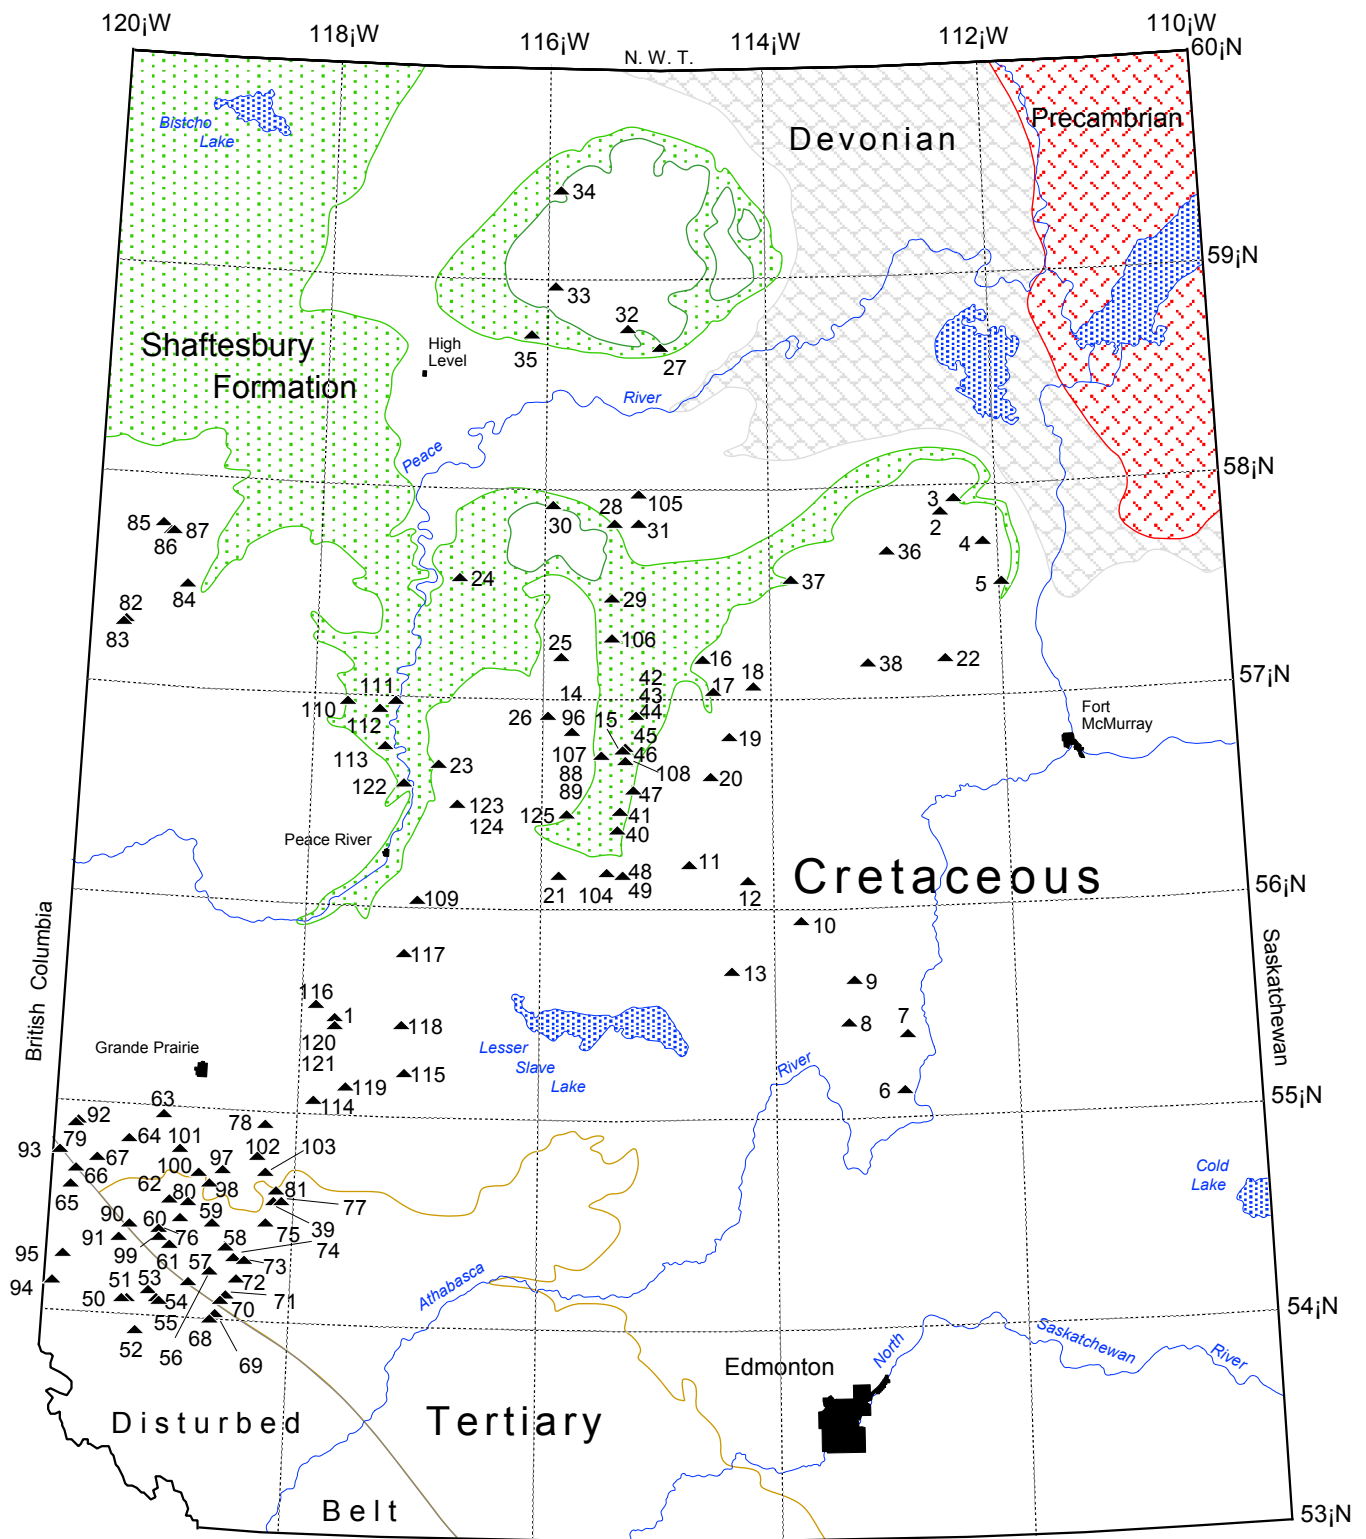 120¡W
118¡W
116¡W
114¡W
112¡W
110¡W
60¡N
N. W. T.
Bistcho
Lake
Devonian
Precambrian
34
33
32
35
27
59¡N
Shaftesbury
Formation
High
Level
River
Peace
58¡N
85
87
86
84
82
83
24
30
28
105
31
29
106
25
3
2
4
36
5
37
16
18
17
38
22
57¡N
42
43
44
14
96
26
15
45
46
107
108
88
89
47
41
40
125
19
20
111
110
112
113
122
23
123
124
Fort
McMurray
Peace River
109
21
104
48
49
11
12
Cretaceous
56¡N
10
13
9
8
7
6
117
116
1
120
121
118
115
119
114
British Columbia
Saskatchewan
Grande Prairie
Lesser
Slave
Lake
River
55¡N
63
92
79
93
64
101
67
66
65
78
102
103
97
100
98
62
80
81
77
39
59
90
60
91
76
99
61
58
75
74
57
73
95
94
51
53
50
54
72
71
70
55
52
56
68
69
Cold
Lake
Athabasca
54¡N
North
Saskatchewan
River
Edmonton
Disturbed
Belt
Tertiary
53¡N